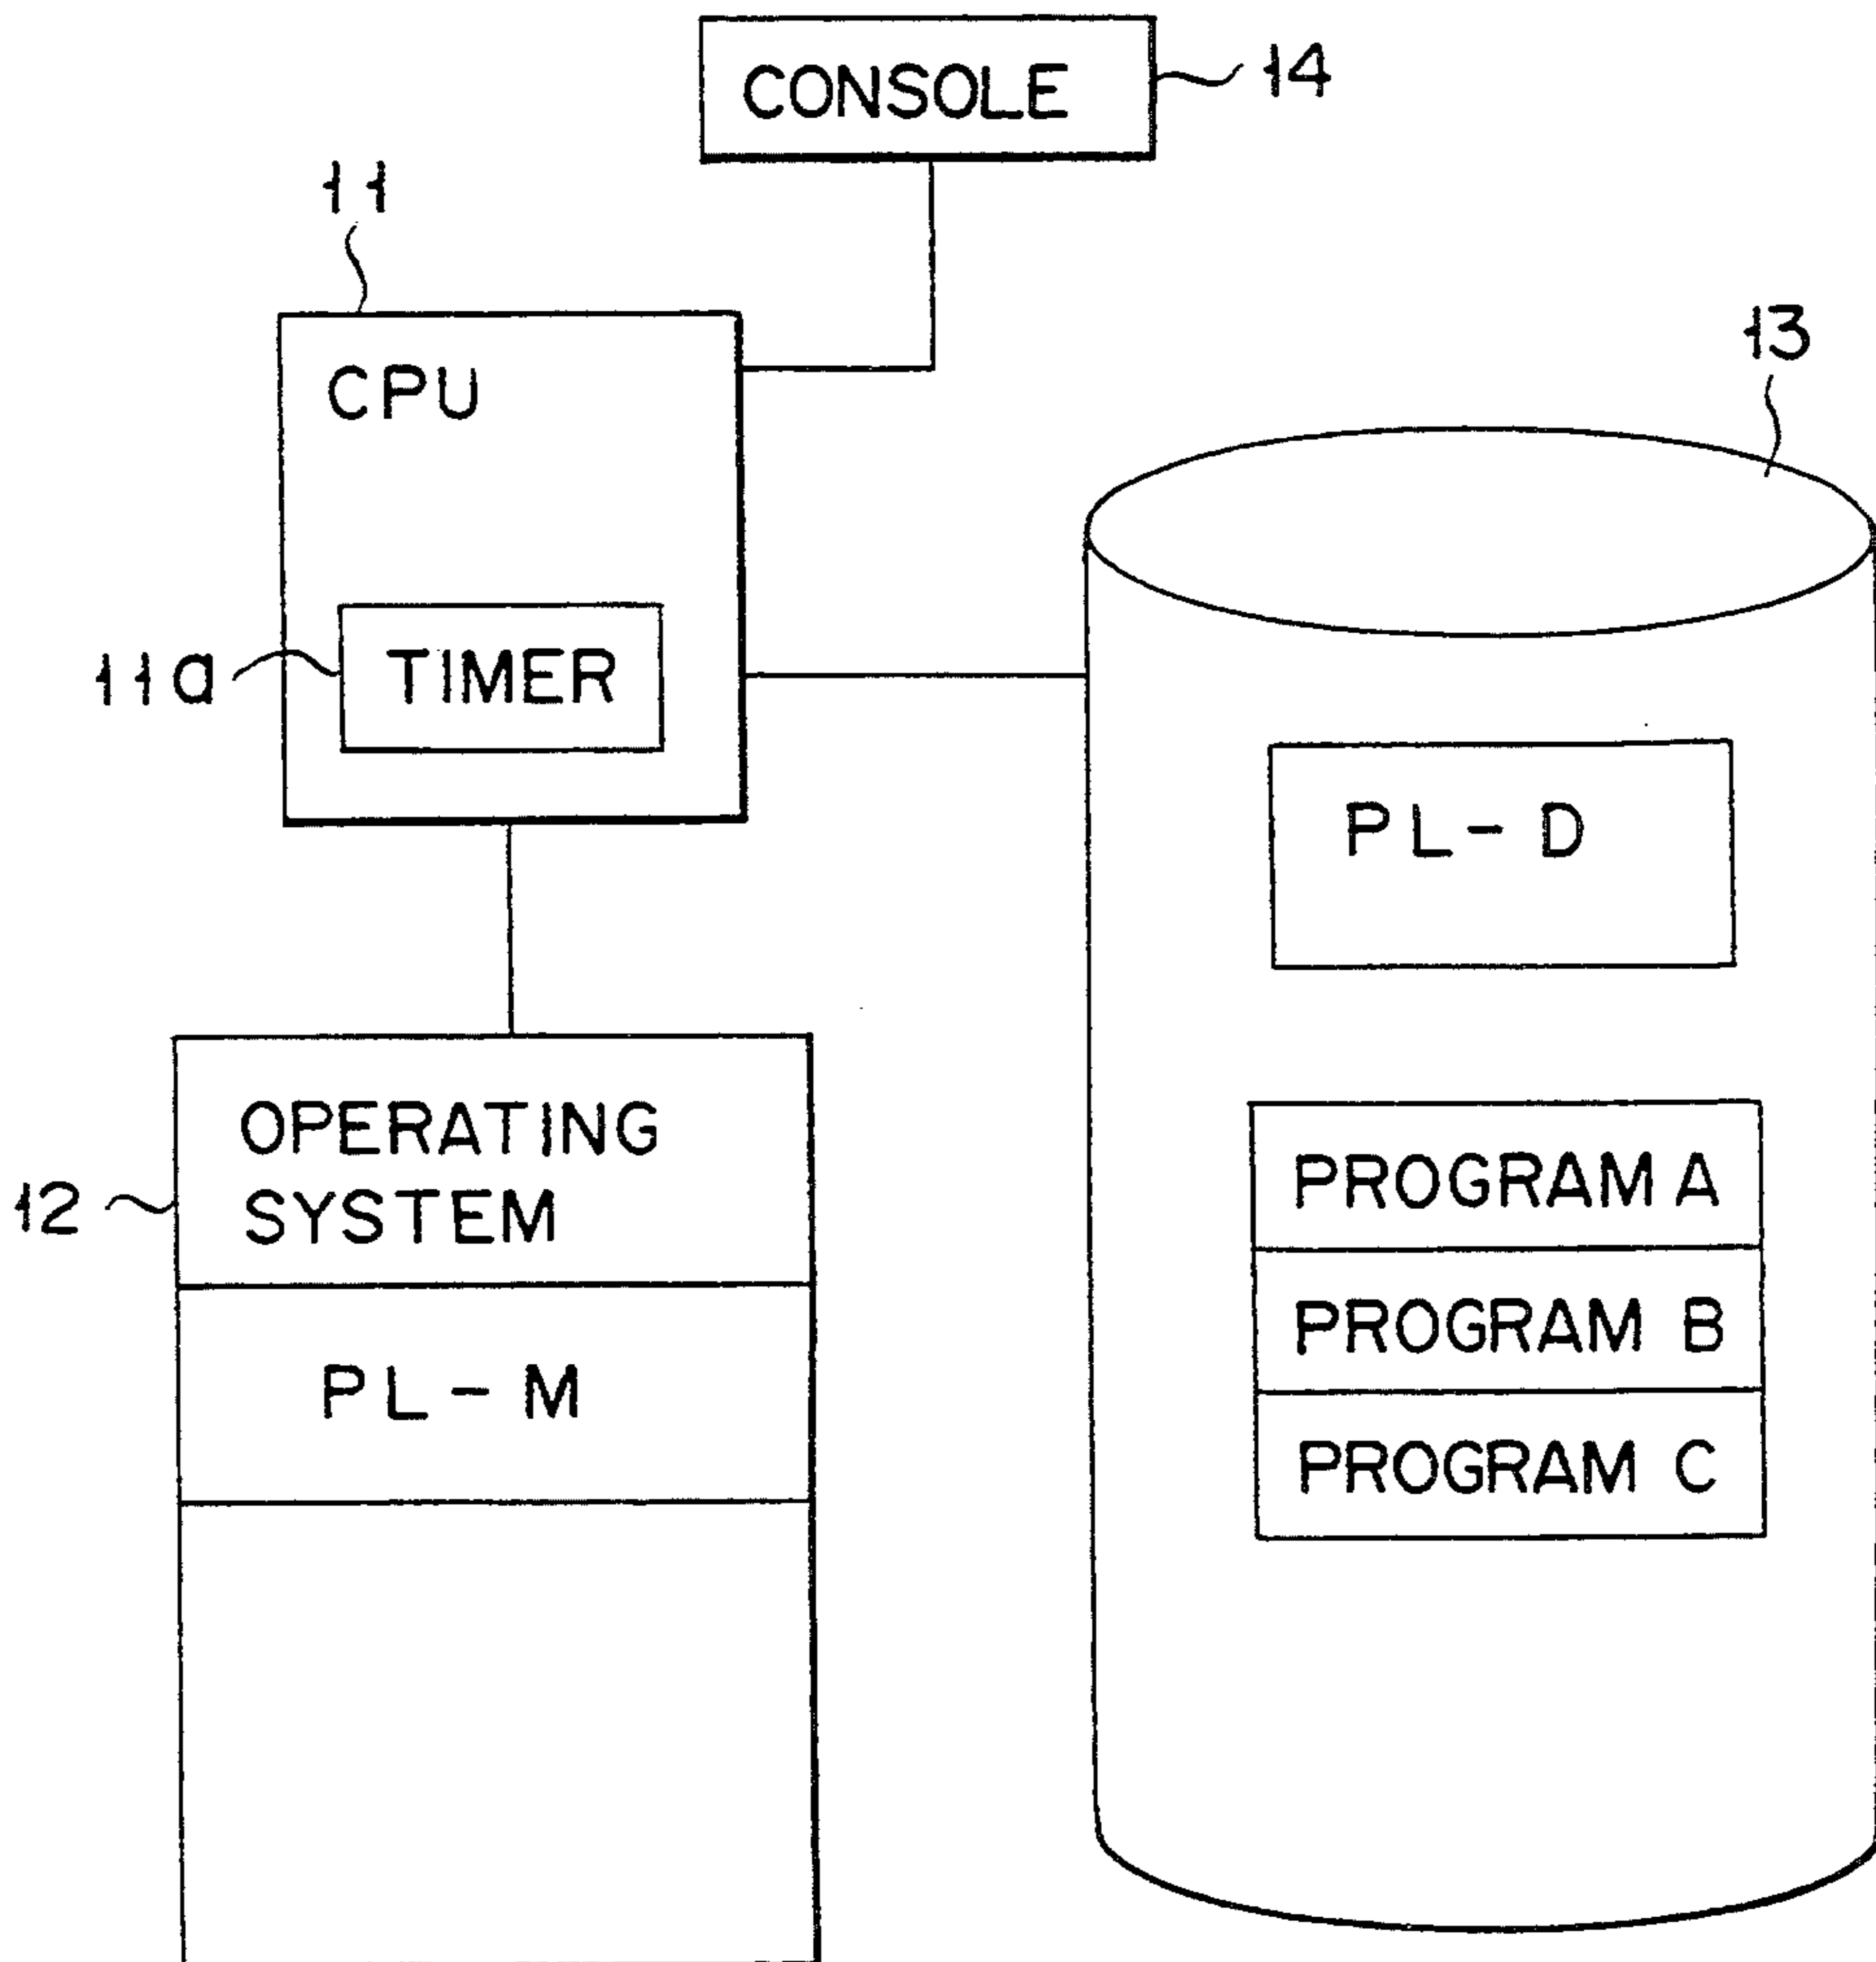 CONSOLE
14
11
CPU
13
11a
TIMER
PL-D
OPERATING
SYSTEM
12
PROGRAM A
PROGRAM B
PROGRAM C
PL-M